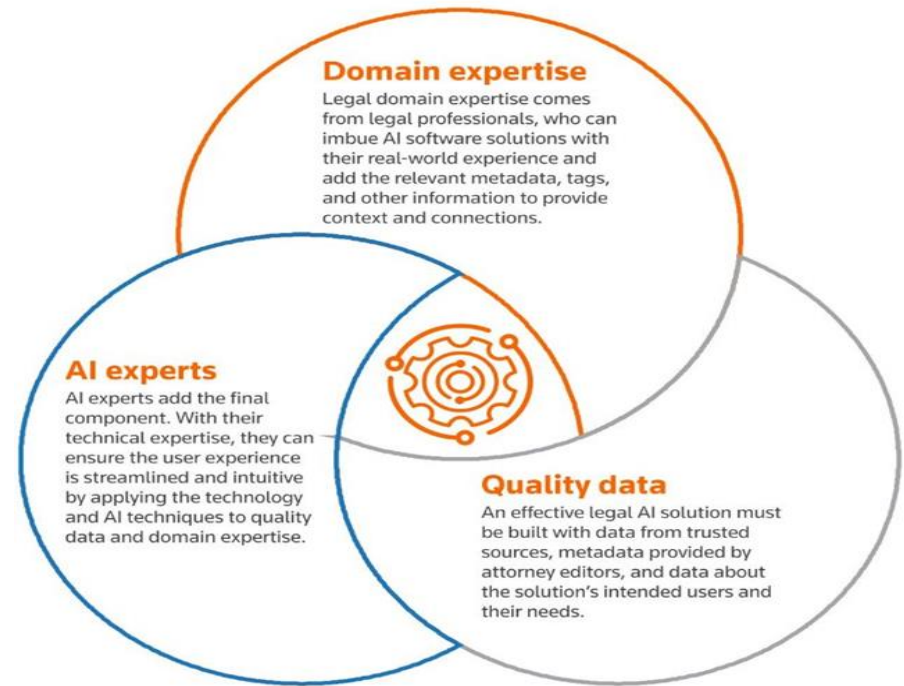 Domain expertise
Legal domain expertise comes
from legal professionals, who can
imbue AI software solutions with
their real-world experience and
add the relevant metadata, tags,
and other information to provide
context and connections.
AI experts
AI experts add the final
component. With their
technical expertise, they can
ensure the user experience
is streamlined and intuitive
by applying the technology
and AI techniques to quality
data and domain expertise.
Quality data
An effective legal AI solution must
be built with data from trusted
sources, metadata provided by
attorney editors, and data about
the solution’s intended users and
their needs.